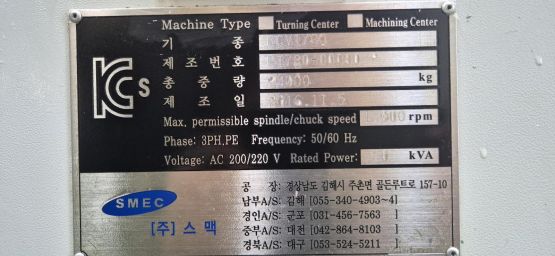 Machine Type Turning Center Machining Center
기 종
제 조 번 호
총 중 량 kg
제 조 일 2016.11.5
Max. permissible spindle/chuck speed rpm
Phase: 3PH,PE Frequency: 50/60 Hz
Voltage: AC 200/220 V Rated Power: kVA
KCs
SMEC
[주] 스 맥
공 장: 경상남도 김해시 주촌면 골든루트로 157-10
남부A/S: 김해 [055-340-4903~4]
경인A/S: 군포 [031-456-7563]
중부A/S: 대전 [042-864-8103]
경북A/S: 대구 [053-524-5211]